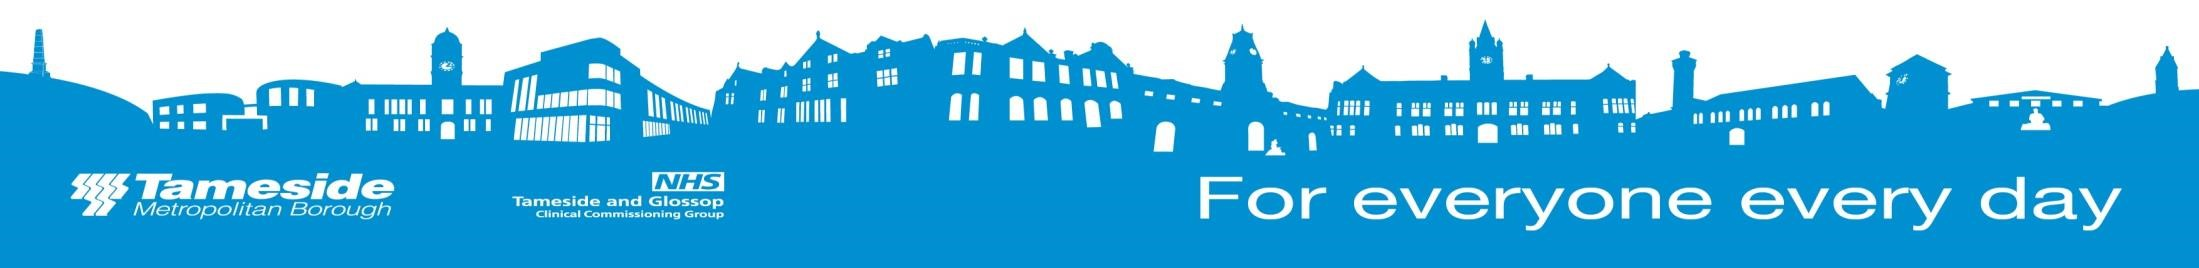 Tameside
Metropolitan Borough
NHS
Tameside and Glossop
Clinical Commissioning Group
For everyone every day